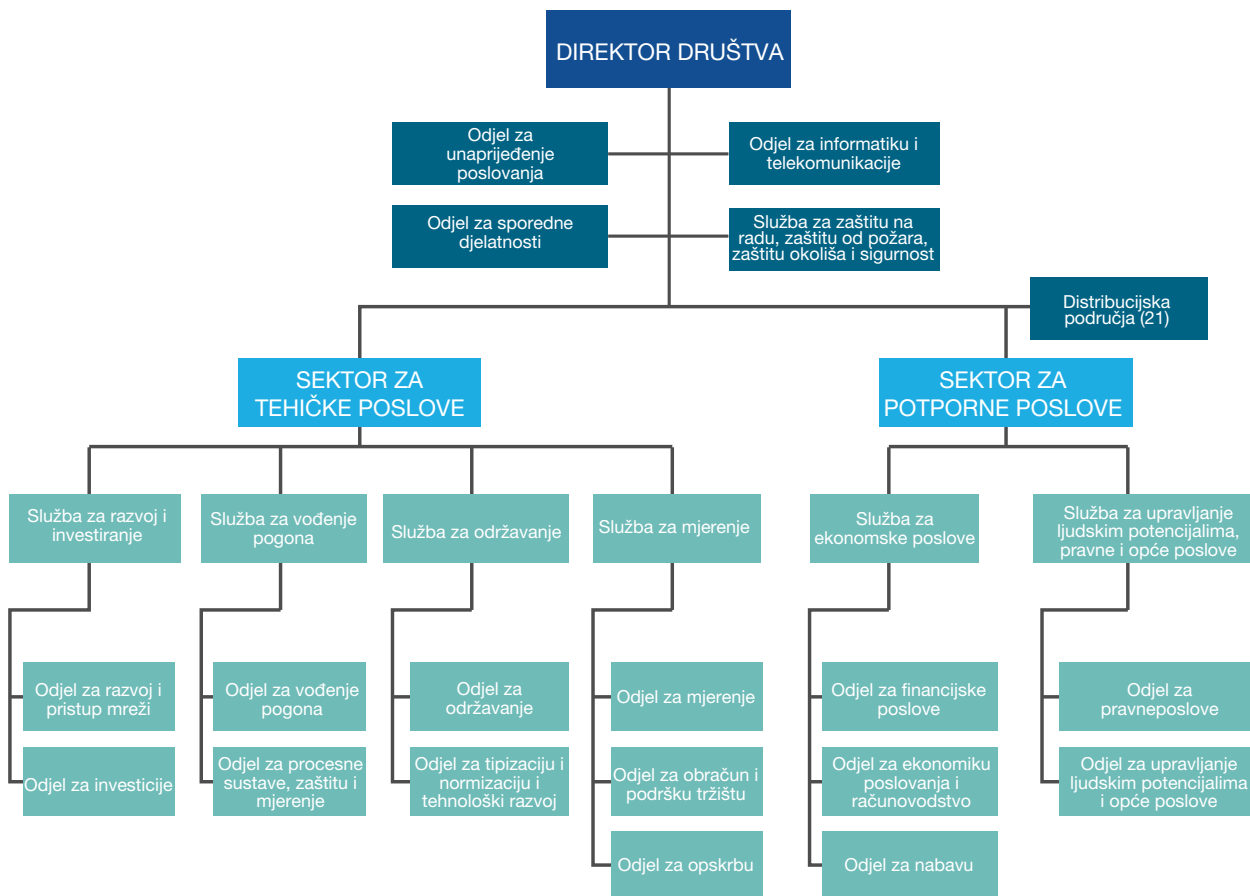 DIREKTOR DRUŠTVA
Odjel za
unaprijeđenje
poslovanja
Odjel za informatiku i
telekomunikacije
Odjel za sporedne
djelatnosti
Služba za zaštitu na
radu, zaštitu od požara,
zaštitu okoliša i sigurnost
Distribucijska
područja (21)
SEKTOR ZA
TEHIČKE POSLOVE
SEKTOR ZA
POTPORNE POSLOVE
Služba za razvoj i
investiranje
Služba za vođenje
pogona
Služba za održavanje
Služba za mjerenje
Služba za
ekonomske poslove
Služba za upravljanje
ljudskim potencijalima,
pravne i opće poslove
Odjel za razvoj i
pristup mreži
Odjel za vođenje
pogona
Odjel za
održavanje
Odjel za mjerenje
Odjel za financijske
poslove
Odjel za
pravneposlove
Odjel za investicije
Odjel za procesne
sustave, zaštitu i
mjerenje
Odjel za tipizaciju i
normizaciju i
tehnološki razvoj
Odjel za obračun i
podršku tržištu
Odjel za ekonomiku
poslovanja i
računovodstvo
Odjel za upravljanje
ljudskim potencijalima
i opće poslove
Odjel za opskrbu
Odjel za nabavu